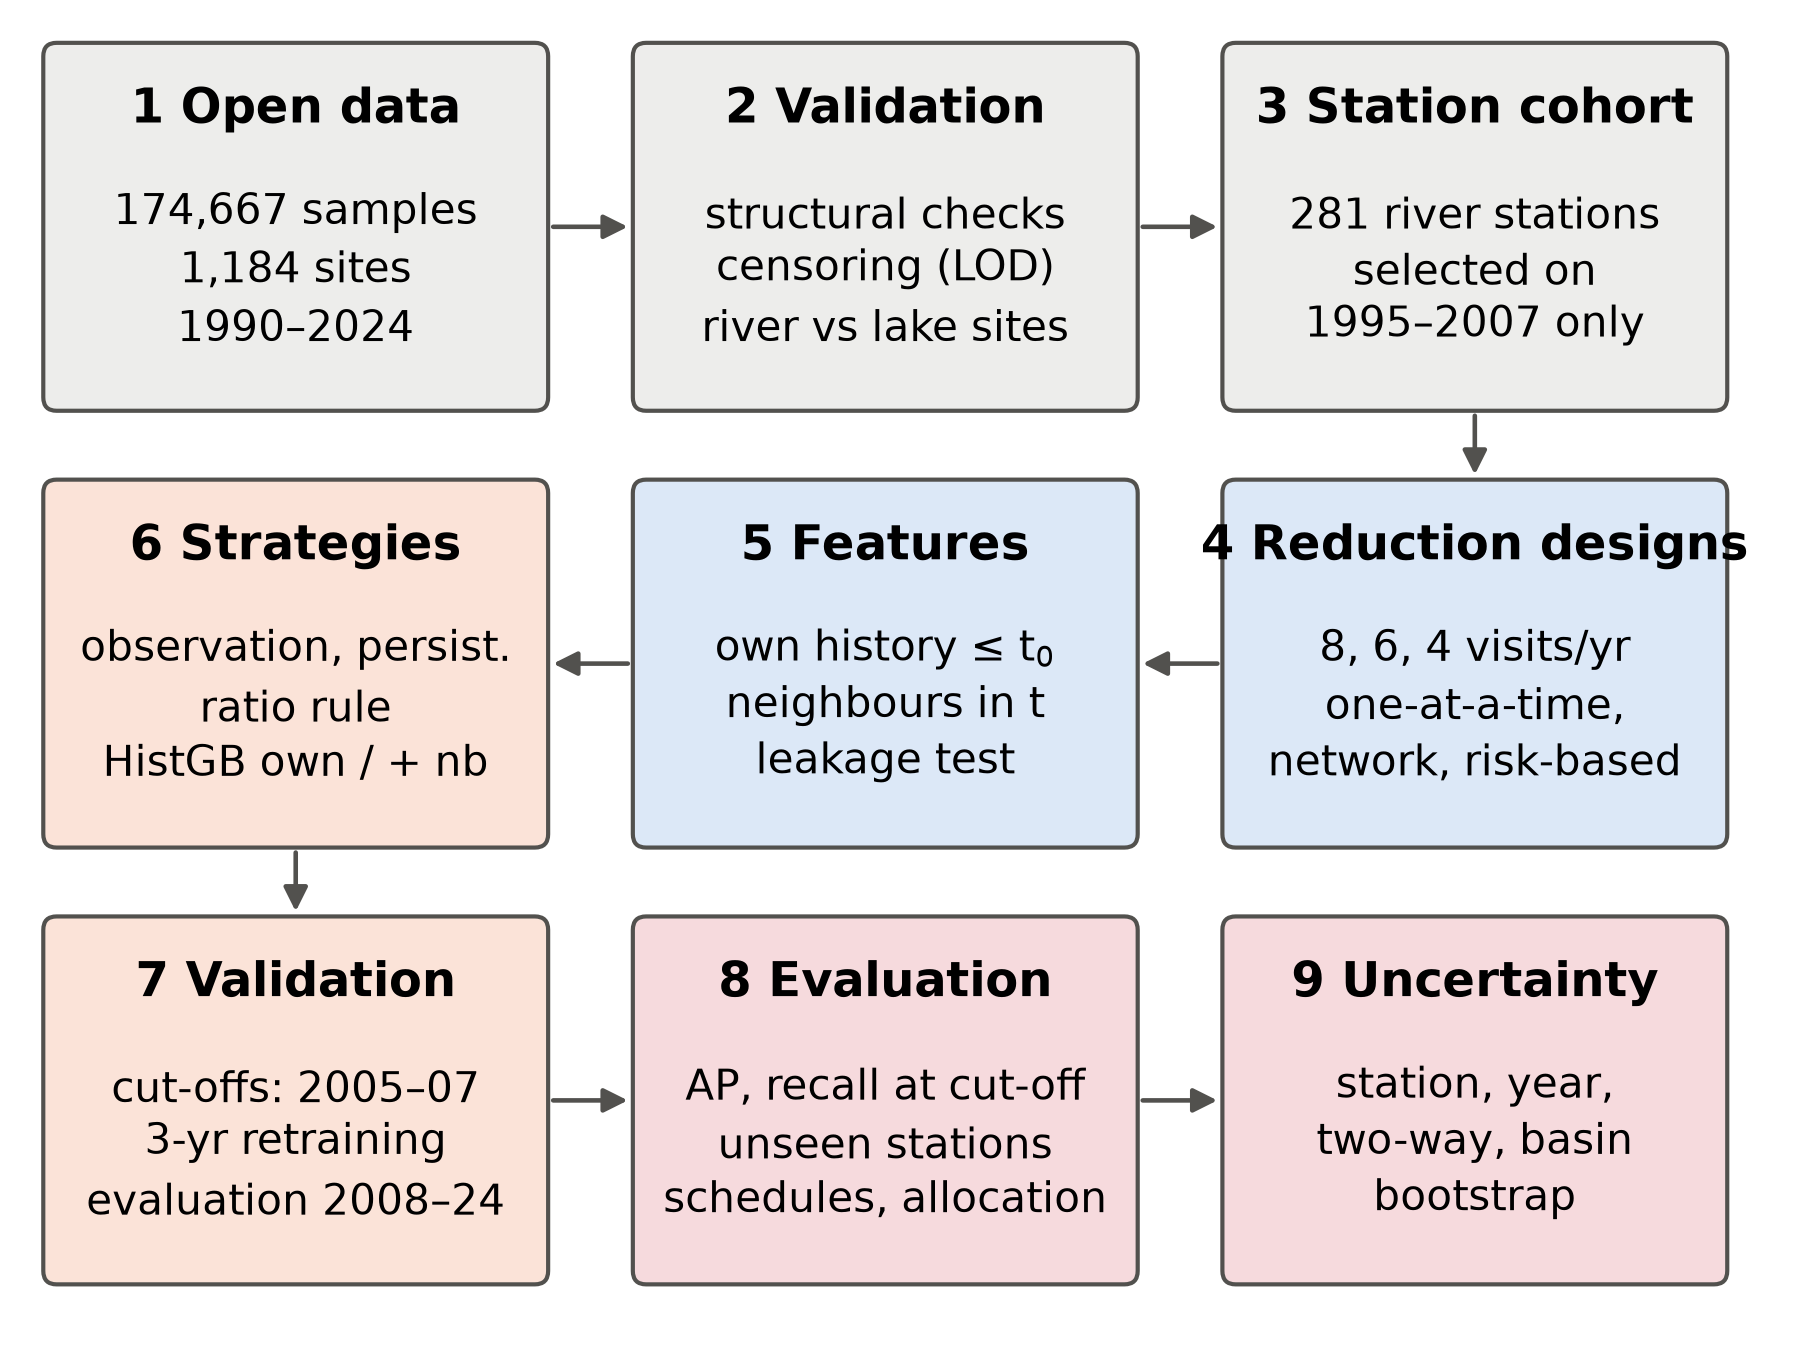 1 Open data
174,667 samples
1,184 sites
1990–2024
2 Validation
structural checks
censoring (LOD)
river vs lake sites
3 Station cohort
281 river stations
selected on
1995–2007 only
4 Reduction designs
8, 6, 4 visits/yr
one-at-a-time,
network, risk-based
5 Features
own history ≤ t₀
neighbours in t
leakage test
6 Strategies
observation, persist.
ratio rule
HistGB own / + nb
7 Validation
cut-offs: 2005–07
3-yr retraining
evaluation 2008–24
8 Evaluation
AP, recall at cut-off
unseen stations
schedules, allocation
9 Uncertainty
station, year,
two-way, basin
bootstrap